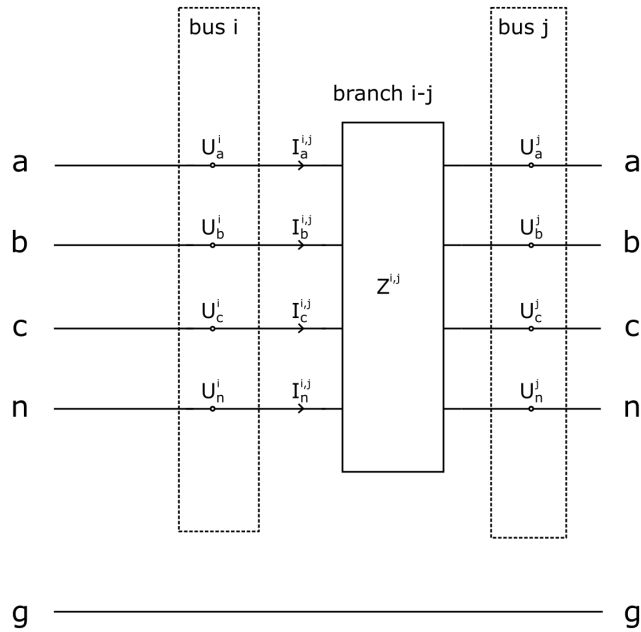 bus i bus j
branch i-j
a U_a^i I_a^{i,j} U_a^j a
b U_b^i I_b^{i,j} U_b^j b
Z^{i,j}
c U_c^i I_c^{i,j} U_c^j c
n U_n^i I_n^{i,j} U_n^j n
g g